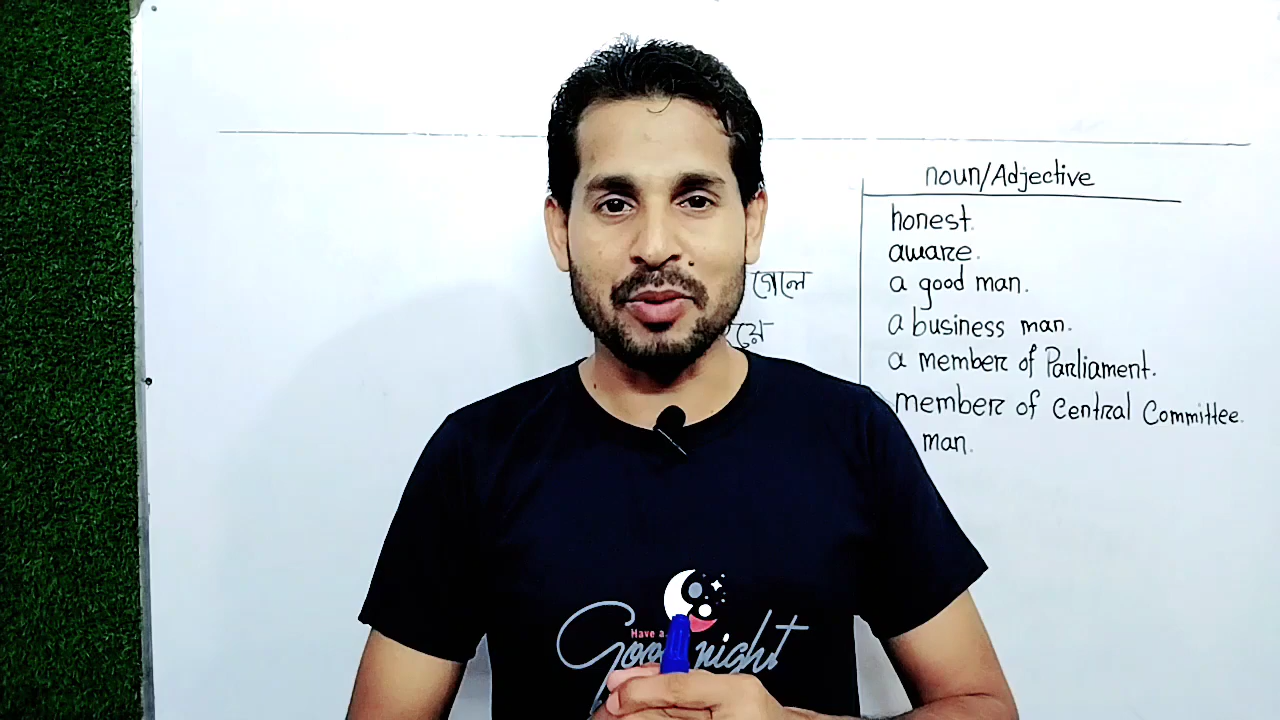 noun/Adjective
honest.
aware.
a good man.
গেলে
a business man.
a member of Parliament.
member of Central Committee.
man.
Have a
Good night